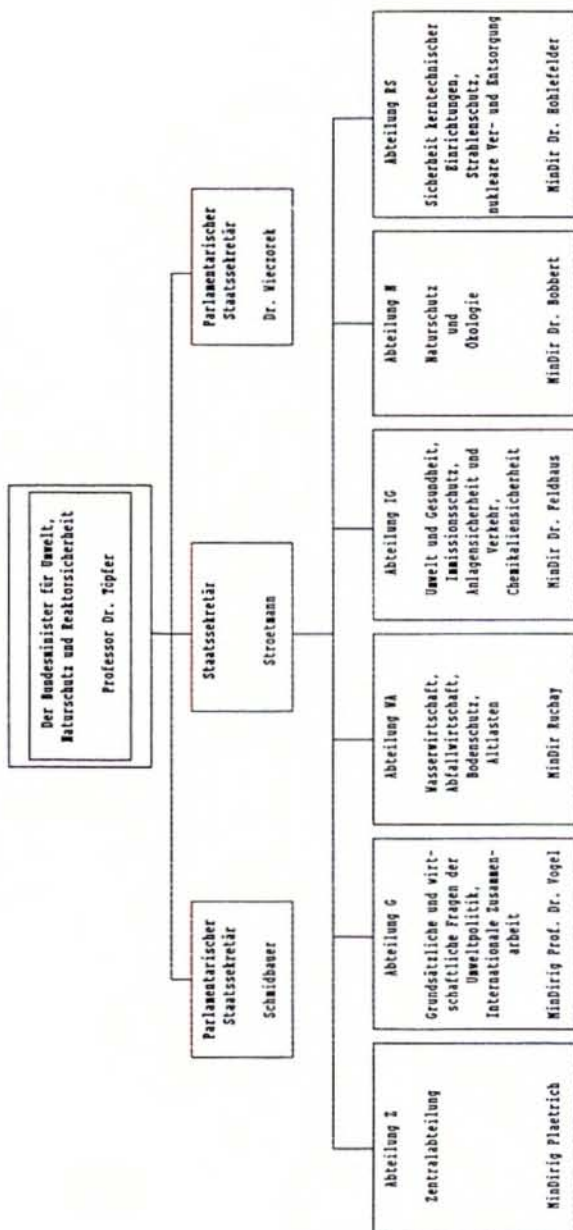 Der Bundesminister für Umwelt,
Naturschutz und Reaktorsicherheit
Professor Dr. Töpfer
Parlamentarischer
Staatssekretär
Schmidbauer
Staatssekretär
Stroetmann
Parlamentarischer
Staatssekretär
Dr. Wieczorek
Abteilung Z
Zentralabteilung
MinDirig Plaetrich
Abteilung G
Grundsätzliche und wirt-
schaftliche Fragen der
Umweltpolitik,
Internationale Zusammen-
arbeit
MinDirig Prof. Dr. Vogel
Abteilung WA
Wasserwirtschaft,
Abfallwirtschaft,
Bodenschutz,
Altlasten
MinDir Ruchay
Abteilung IG
Umwelt und Gesundheit,
Immissionsschutz,
Anlagensicherheit und
Verkehr,
Chemikaliensicherheit
MinDir Dr. Feldhaus
Abteilung N
Naturschutz
und
Ökologie
MinDir Dr. Bobbert
Abteilung RS
Sicherheit kerntechnischer
Einrichtungen,
Strahlenschutz,
nukleare Ver- und Entsorgung
MinDir Dr. Hohlefelder